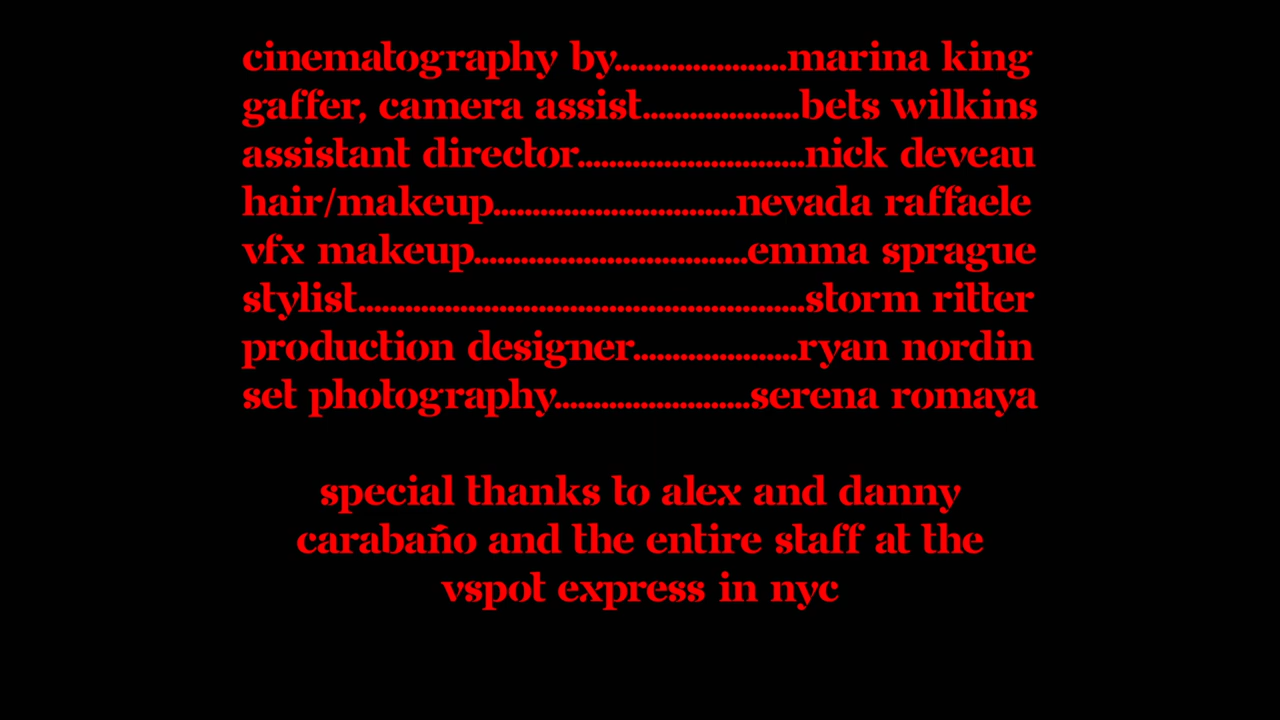 cinematography by......................marina king
gaffer, camera assist....................bets wilkins
assistant director.............................nick deveau
hair/makeup...............................nevada raffaele
vfx makeup...................................emma sprague
stylist.........................................................storm ritter
production designer.....................ryan nordin
set photography.........................serena romaya
special thanks to alex and danny
carabaño and the entire staff at the
vspot express in nyc